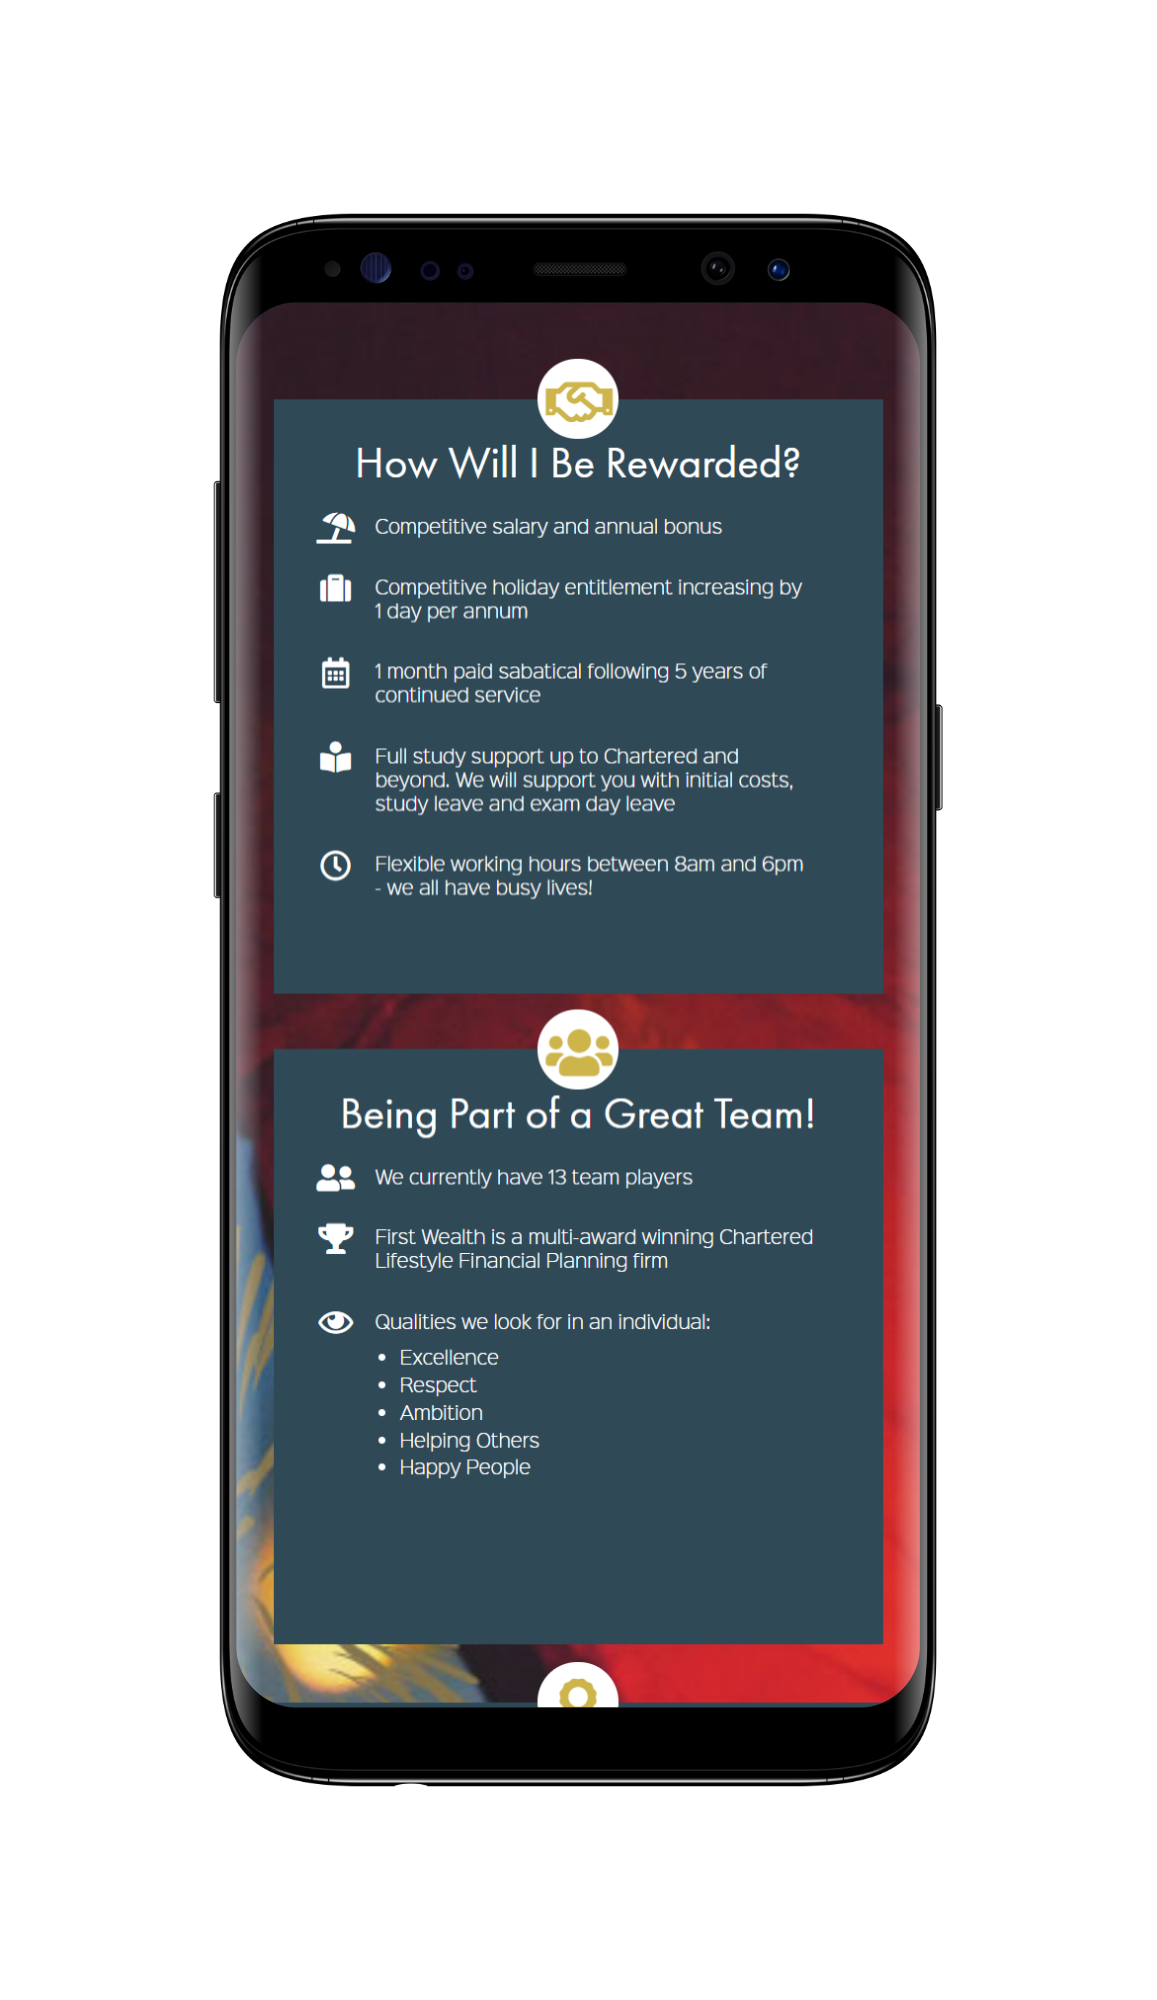 How Will I Be Rewarded?
Competitive salary and annual bonus
Competitive holiday entitlement increasing by
1 day per annum
1 month paid sabatical following 5 years of
continued service
Full study support up to Chartered and
beyond. We will support you with initial costs,
study leave and exam day leave
Flexible working hours between 8am and 6pm
- we all have busy lives!
Being Part of a Great Team!
We currently have 13 team players
First Wealth is a multi-award winning Chartered
Lifestyle Financial Planning firm
Qualities we look for in an individual:
• Excellence
• Respect
• Ambition
• Helping Others
• Happy People